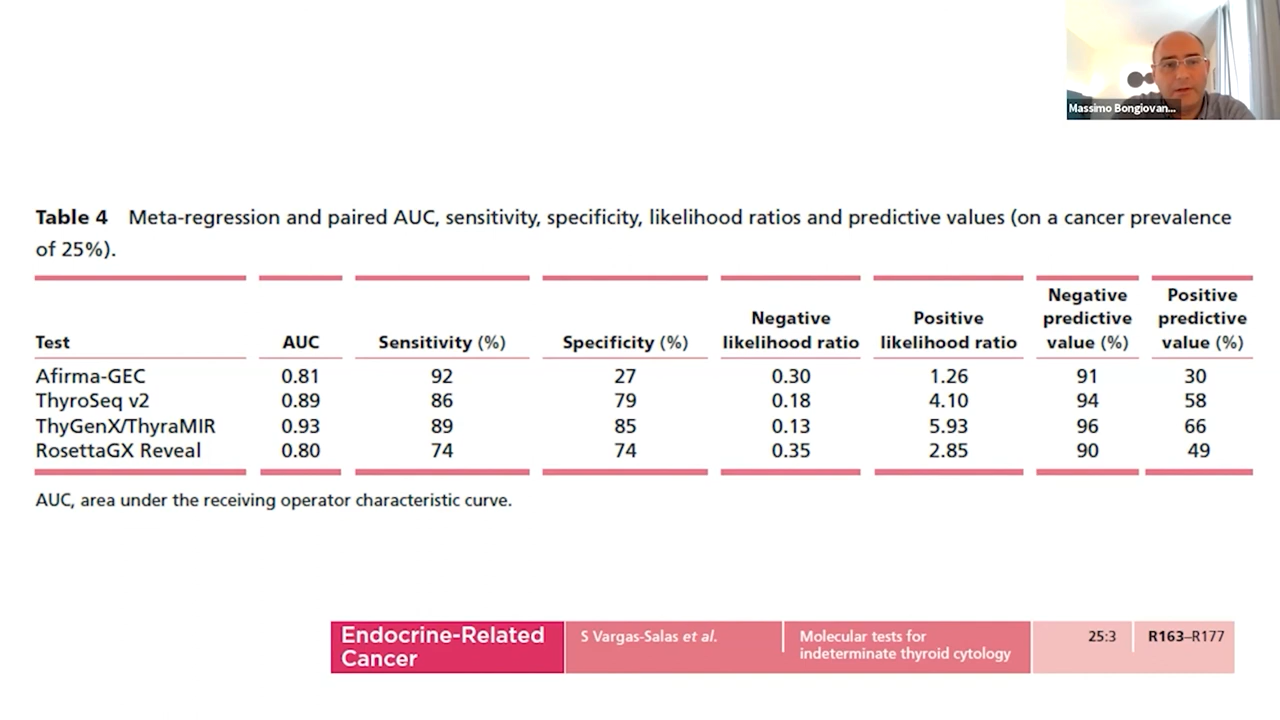 Massimo Bongiovan...
Table 4 Meta-regression and paired AUC, sensitivity, specificity, likelihood ratios and predictive values (on a cancer prevalence
of 25%).
Negative Positive
Negative Positive predictive predictive
Test AUC Sensitivity (%) Specificity (%) likelihood ratio likelihood ratio value (%) value (%)
Afirma-GEC 0.81 92 27 0.30 1.26 91 30
ThyroSeq v2 0.89 86 79 0.18 4.10 94 58
ThyGenX/ThyraMIR 0.93 89 85 0.13 5.93 96 66
RosettaGX Reveal 0.80 74 74 0.35 2.85 90 49
AUC, area under the receiving operator characteristic curve.
Endocrine-Related S Vargas-Salas et al. Molecular tests for 25:3 R163–R177
Cancer indeterminate thyroid cytology